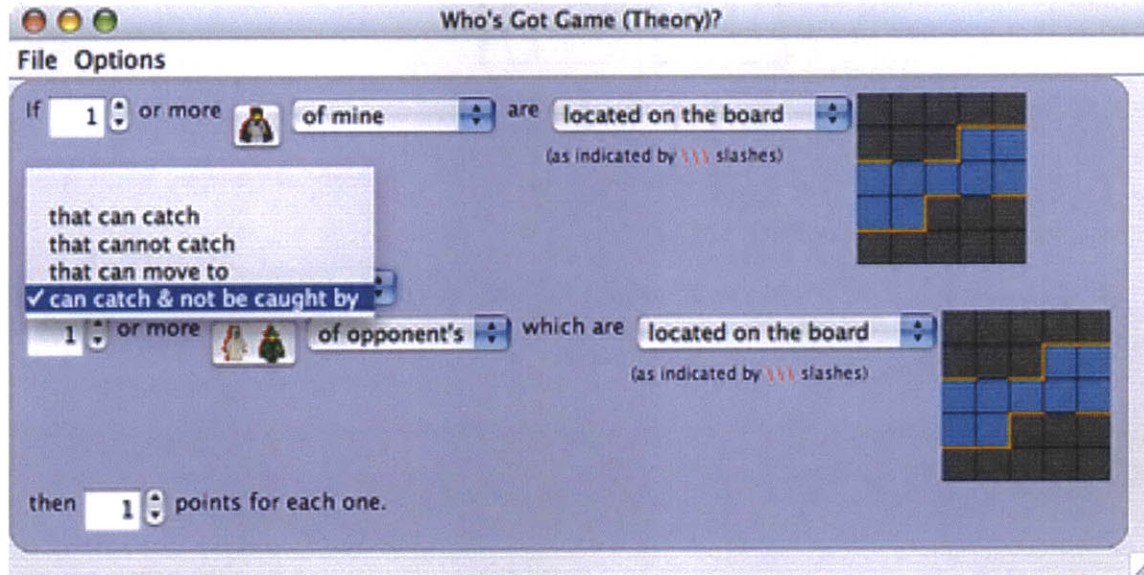 Who's Got Game (Theory)?
File Options
If 1 or more of mine are located on the board
(as indicated by \\\ slashes)
that can catch
that cannot catch
that can move to
✓ can catch & not be caught by
1 or more of opponent's which are located on the board
(as indicated by \\\ slashes)
then 1 points for each one.